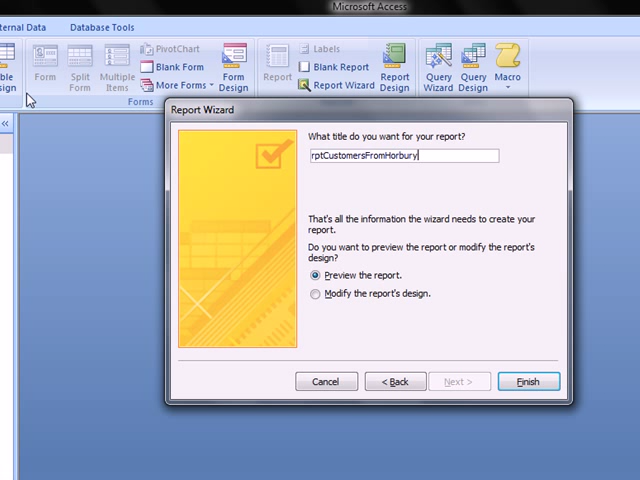 Microsoft Access
ternal Data
Database Tools
ble
sign
Form
Split
Form
Multiple
Items
PivotChart
Blank Form
More Forms
Form
Design
Forms
Report
Labels
Blank Report
Report Wizard
Report
Design
Query
Wizard
Query
Design
Macro
Report Wizard
What title do you want for your report?
rptCustomersFromHorbury
That's all the information the wizard needs to create your
report.
Do you want to preview the report or modify the report's
design?
Preview the report.
Modify the report's design.
Cancel
< Back
Next >
Finish